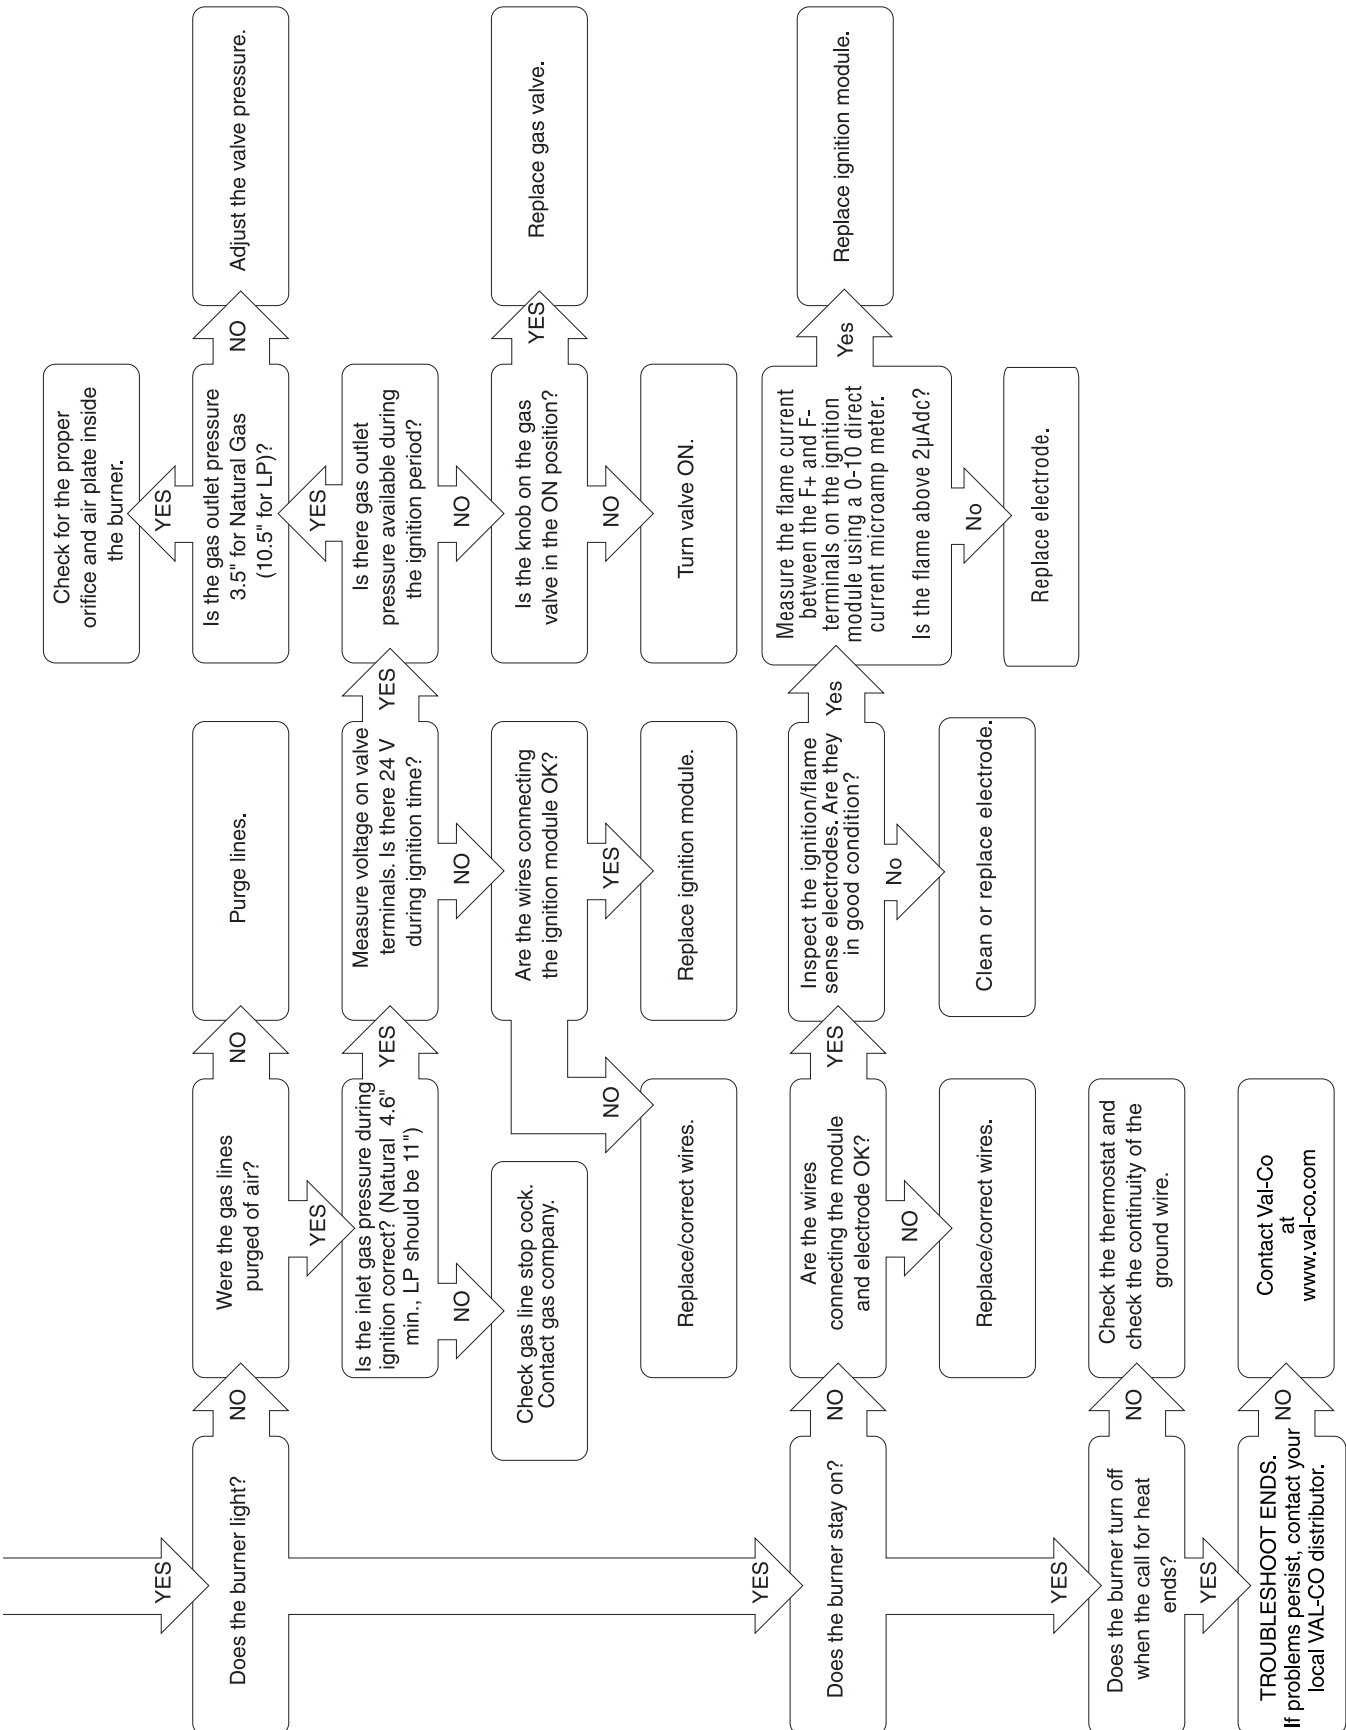 YES
Does the burner light?
NO
Were the gas lines
purged of air?
NO
Purge lines.
YES
Is the inlet gas pressure during
ignition correct? (Natural 4.6"
min., LP should be 11")
NO
Check gas line stop cock.
Contact gas company.
YES
Measure voltage on valve
terminals. Is there 24 V
during ignition time?
NO
Are the wires connecting
the ignition module OK?
NO
Replace/correct wires.
YES
Replace ignition module.
YES
Is there gas outlet
pressure available during
the ignition period?
YES
Is the gas outlet pressure
3.5" for Natural Gas
(10.5" for LP)?
YES
Check for the proper
orifice and air plate inside
the burner.
NO
Adjust the valve pressure.
NO
Is the knob on the gas
valve in the ON position?
YES
Replace gas valve.
NO
Turn valve ON.
YES
Does the burner stay on?
NO
Are the wires
connecting the module
and electrode OK?
NO
Replace/correct wires.
YES
Inspect the ignition/flame
sense electrodes. Are they
in good condition?
No
Clean or replace electrode.
Yes
Measure the flame current
between the F+ and F-
terminals on the ignition
module using a 0-10 direct
current microamp meter.
Is the flame above 2µAdc?
Yes
Replace ignition module.
No
Replace electrode.
YES
Does the burner turn off
when the call for heat
ends?
NO
Check the thermostat and
check the continuity of the
ground wire.
YES
TROUBLESHOOT ENDS.
If problems persist, contact your
local VAL-CO distributor.
NO
Contact Val-Co
at
www.val-co.com